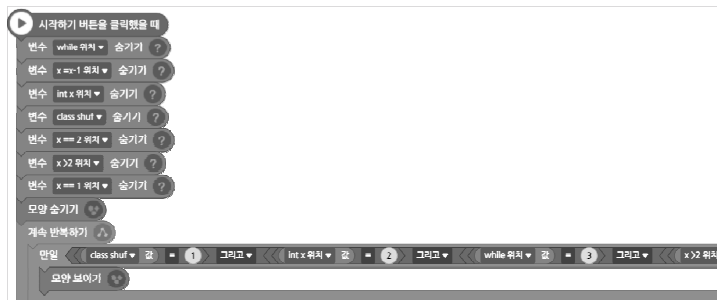 시작하기 버튼을 클릭했을 때
변수 while 위치 ▼ 숨기기 ?
변수 x =x-1 위치 ▼ 숨기기 ?
변수 int x 위치 ▼ 숨기기 ?
변수 class shuf ▼ 숨기기 ?
변수 x == 2 위치 ▼ 숨기기 ?
변수 x >2 위치 ▼ 숨기기 ?
변수 x == 1 위치 ▼ 숨기기 ?
모양 숨기기
계속 반복하기
만일 class shuf ▼ 값 = 1 그리고 ▼ int x 위치 ▼ 값 = 2 그리고 ▼ while 위치 ▼ 값 = 3 그리고 ▼ x >2 위치
모양 보이기